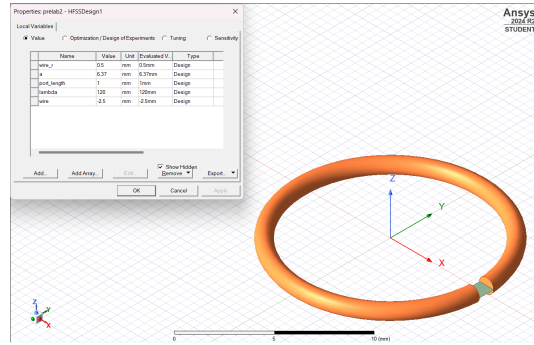 Properties: prelab2 - HFSSDesign1
Local Variables
Value Optimization / Design of Experiments Tuning Sensitivity
Name Value Unit Evaluated V... Type
wire_r 0.5 mm 0.5mm Design
a 6.37 mm 6.37mm Design
port_length 1 mm 1mm Design
lambda 120 mm 120mm Design
wire -2.5 mm -2.5mm Design
Show Hidden
Add... Add Array... Edit... Remove Export...
OK Cancel Apply
Ansys
2024 R2
STUDENT
Z
Y
X
Z
Y
X
0 5 10 (mm)